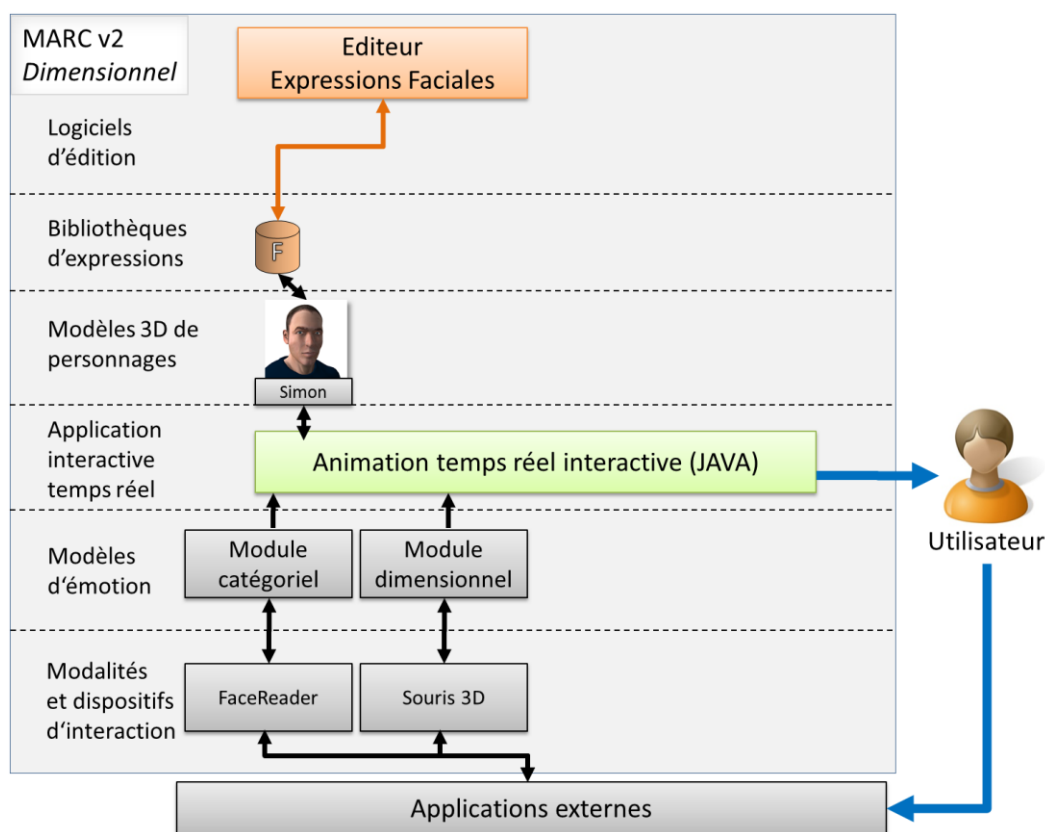 MARC v2
Dimensionnel
Editeur
Expressions Faciales
Logiciels
d’édition
Bibliothèques
d’expressions
F
Modèles 3D de
personnages
Simon
Application
interactive
temps réel
Animation temps réel interactive (JAVA)
Utilisateur
Modèles
d‘émotion
Module
catégoriel
Module
dimensionnel
Modalités
et dispositifs
d‘interaction
FaceReader
Souris 3D
Applications externes